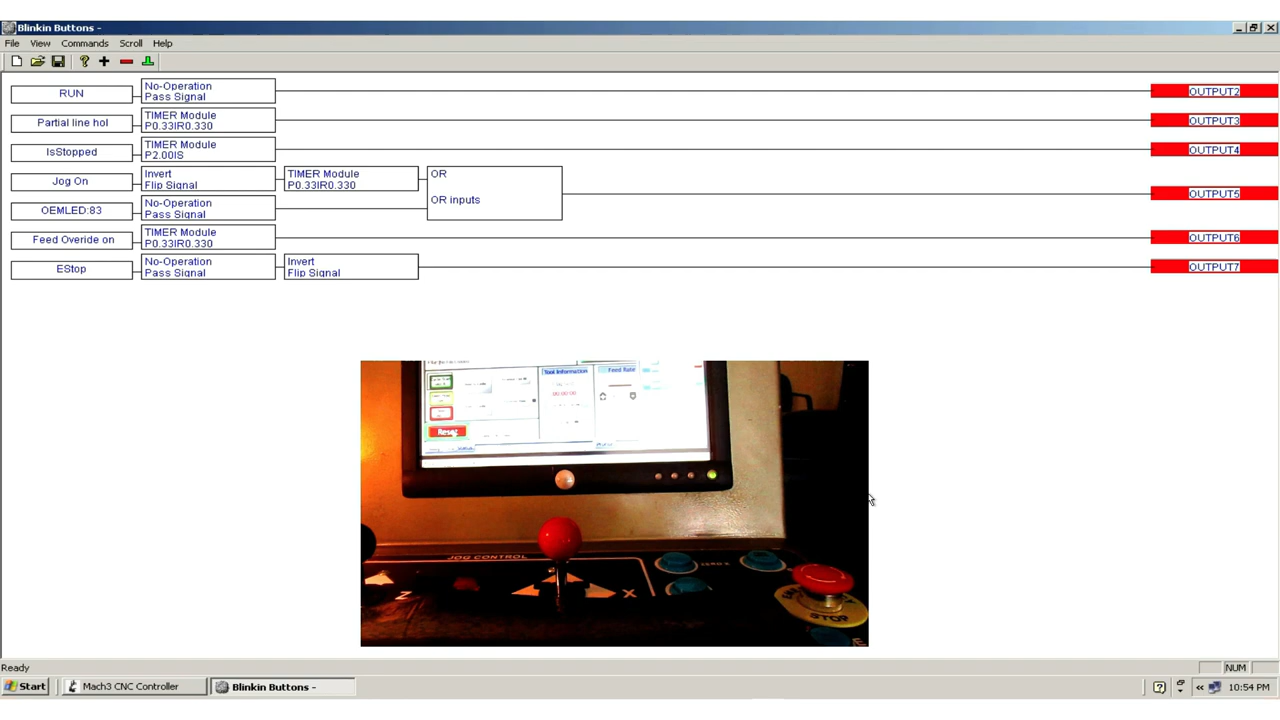 Blinkin Buttons -
File View Commands Scroll Help
RUN
No-Operation
Pass Signal
OUTPUT2
Partial line hol
TIMER Module
P0.33IR0.330
OUTPUT3
IsStopped
TIMER Module
P2.00IS
OUTPUT4
Jog On
Invert
Flip Signal
TIMER Module
P0.33IR0.330
OR
OR inputs
OUTPUT5
OEMLED:83
No-Operation
Pass Signal
Feed Overide on
TIMER Module
P0.33IR0.330
OUTPUT6
EStop
No-Operation
Pass Signal
Invert
Flip Signal
OUTPUT7
Tool Information
Feed Rate
Reset
JOG CONTROL
Z
X
STOP
Ready
NUM
Start
Mach3 CNC Controller
Blinkin Buttons -
10:54 PM